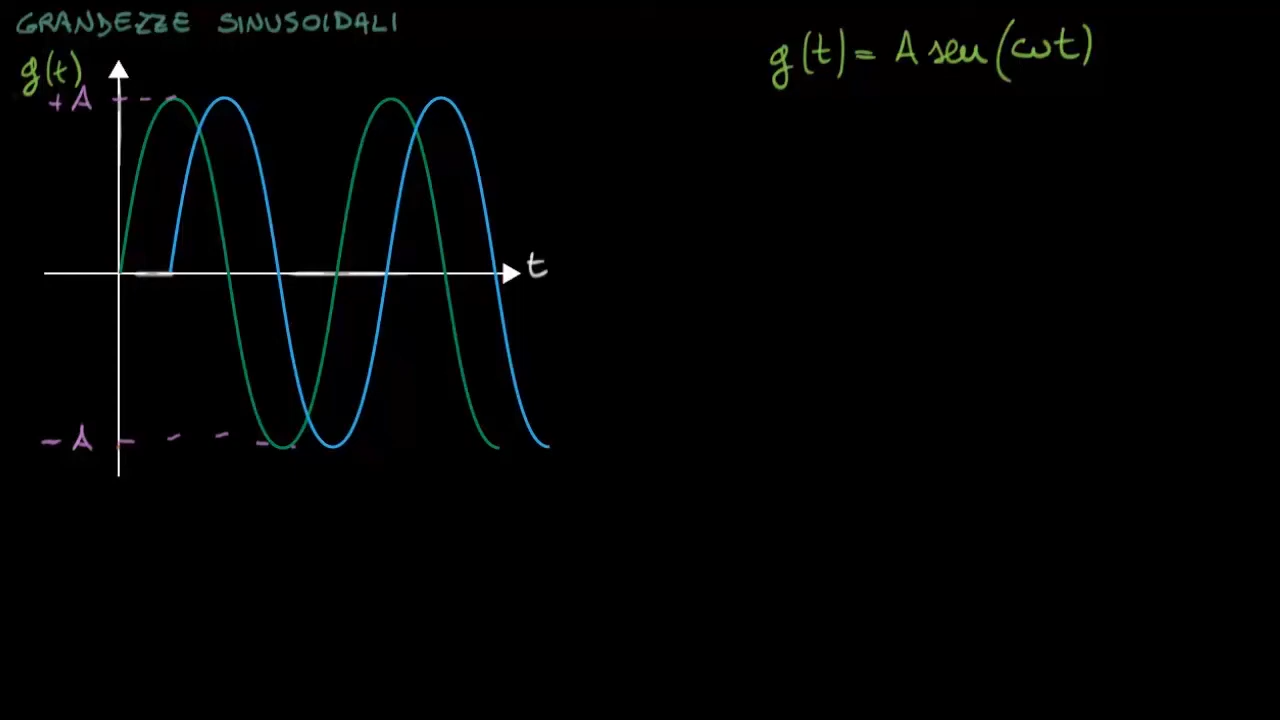 GRANDEZZE SINUSOIDALI
g(t) = A sen(ωt)
g(t)
+A
t
-A